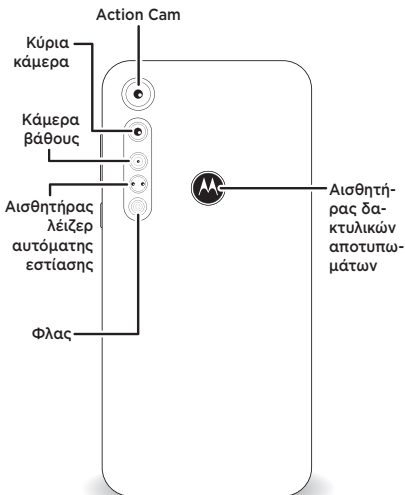 Action Cam
Κύρια
κάμερα
Κάμερα
βάθους
Αισθητήρας
λέιζερ
αυτόματης
εστίασης
Φλας
Αισθητή-
ρας δα-
κτυλικών
αποτυπω-
μάτων